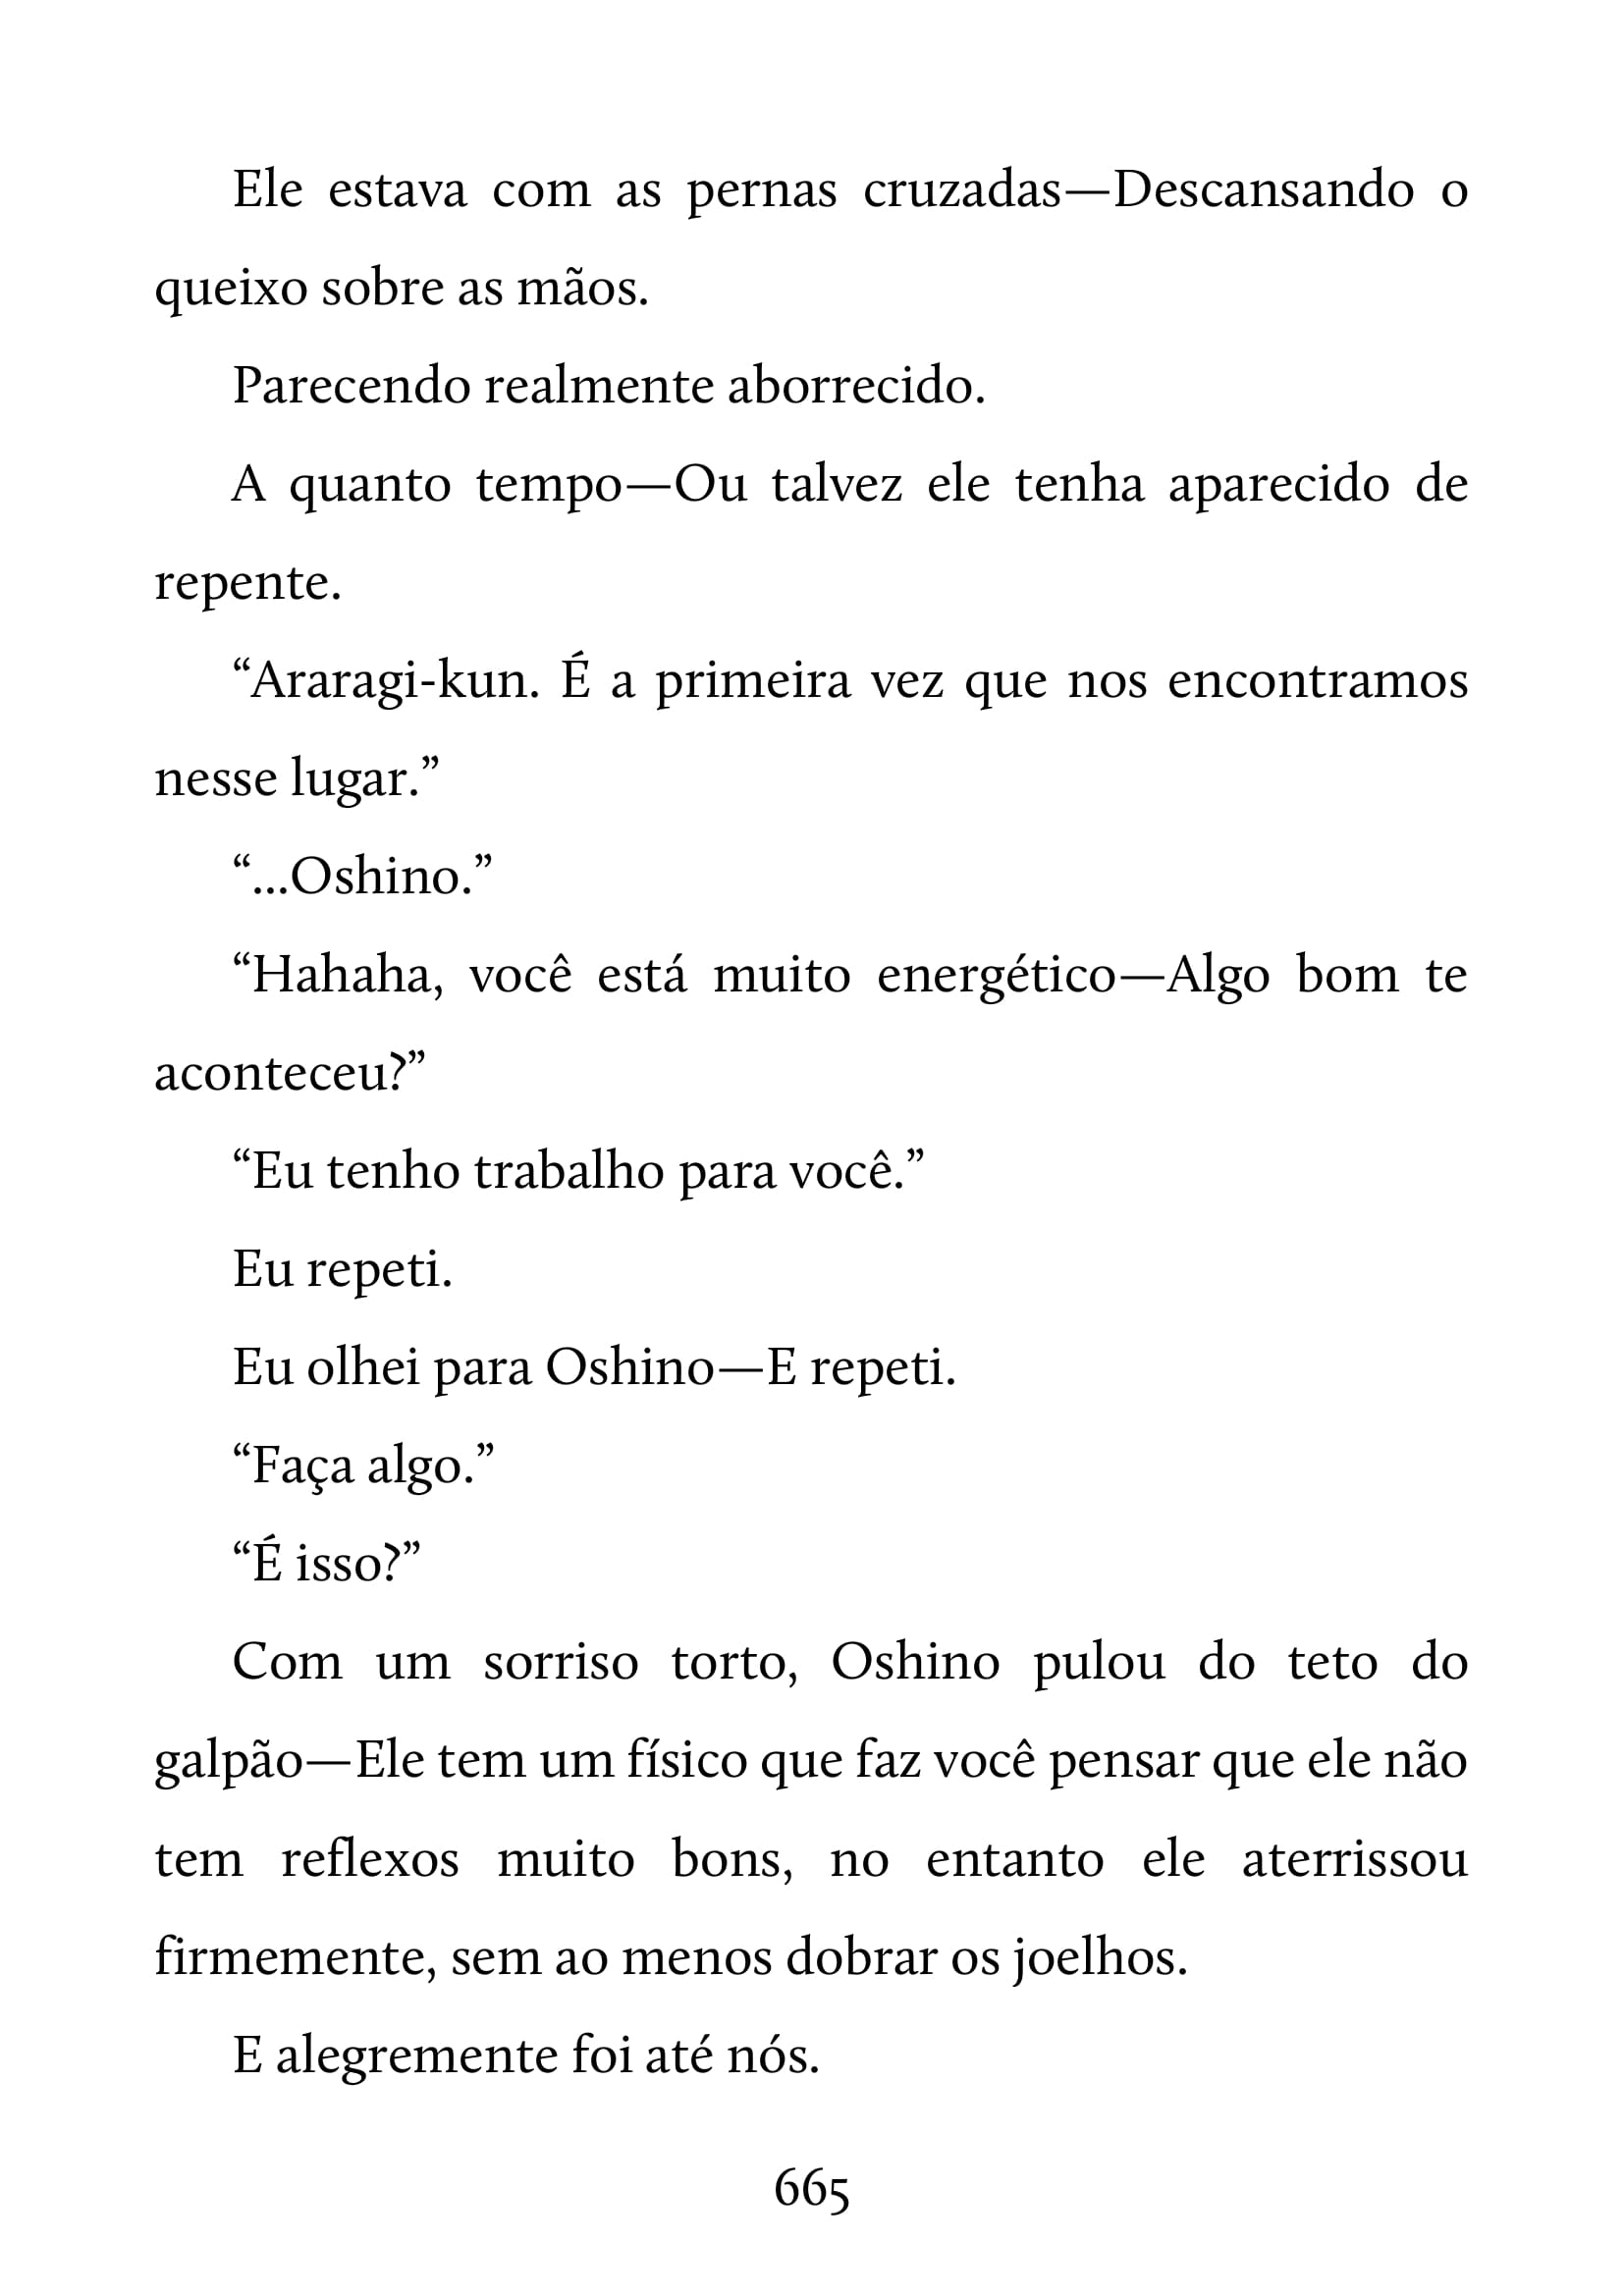 Ele estava com as pernas cruzadas—Descansando o
queixo sobre as mãos.
Parecendo realmente aborrecido.
A quanto tempo—Ou talvez ele tenha aparecido de
repente.
“Araragi-kun. É a primeira vez que nos encontramos
nesse lugar.”
“...Oshino.”
“Hahaha, você está muito energético—Algo bom te
aconteceu?”
“Eu tenho trabalho para você.”
Eu repeti.
Eu olhei para Oshino—E repeti.
“Faça algo.”
“É isso?”
Com um sorriso torto, Oshino pulou do teto do
galpão—Ele tem um físico que faz você pensar que ele não
tem reflexos muito bons, no entanto ele aterrissou
firmemente, sem ao menos dobrar os joelhos.
E alegremente foi até nós.
665